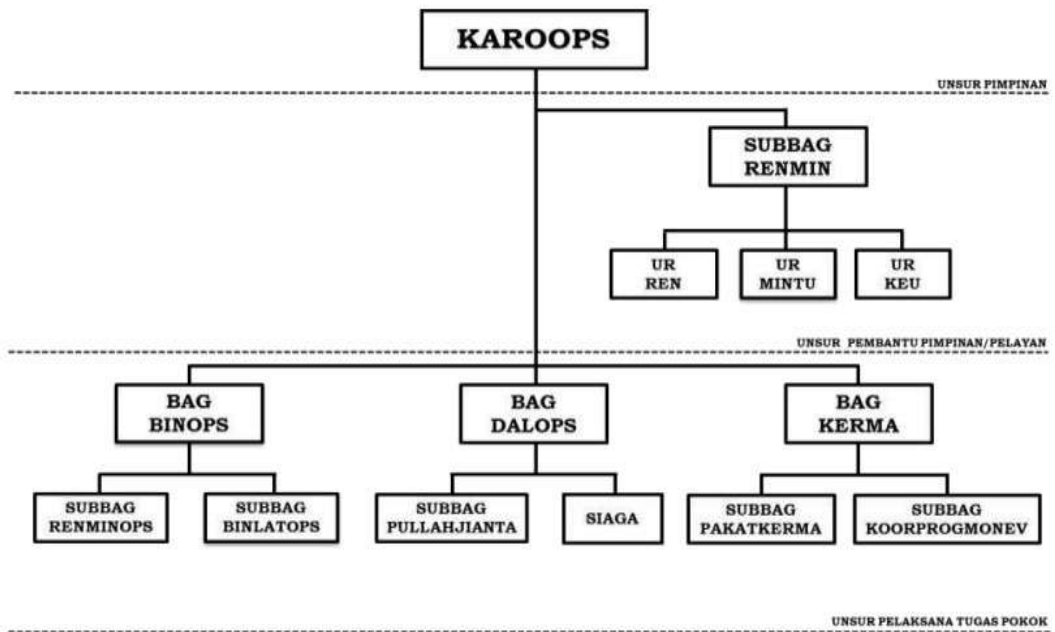 KAROOPS
UNSUR PIMPINAN
SUBBAG
RENMIN
UR
REN
UR
MINTU
UR
KEU
UNSUR PEMBANTU PIMPINAN/PELAYAN
BAG
BINOPS
BAG
DALOPS
BAG
KERMA
SUBBAG
RENMINOPS
SUBBAG
BINLATOPS
SUBBAG
PULLAHJIANTA
SIAGA
SUBBAG
PAKATKERMA
SUBBAG
KOORPROGMONEV
UNSUR PELAKSANA TUGAS POKOK